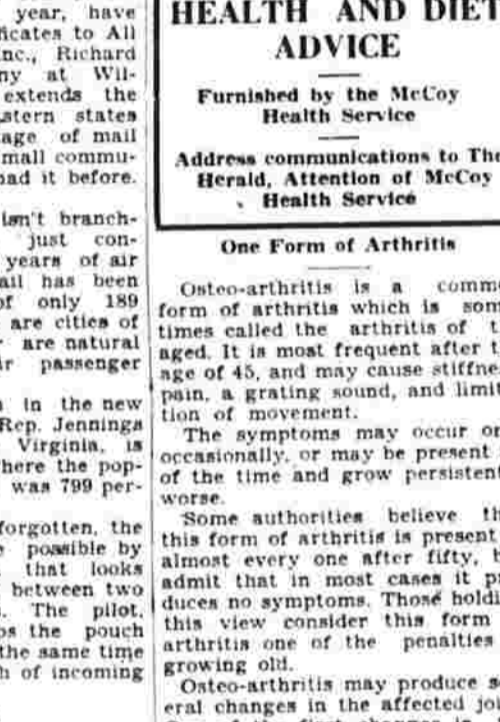 year, have
ficates to All
nc., Richard
ny at Wil-
extends the
stern states
age of mail
mall commu-
oad it before.
isn't branch-
just con-
years of air
ail has been
of only 189
are cities of
are natural
ir passenger
in the new
Rep. Jennings
Virginia, is
here the pop-
was 799 per-
forgotten, the
possible by
that looks
between two
. The pilot,
os the pouch
the same time
h of incoming
HEALTH AND DIET
ADVICE
Furnished by the McCoy
Health Service
Address communications to The
Herald, Attention of McCoy
Health Service
One Form of Arthritis
Osteo-arthritis is a comm
form of arthritis which is som
times called the arthritis of t
aged. It is most frequent after t
age of 45, and may cause stiffne
pain, a grating sound, and limit
tion of movement.
The symptoms may occur on
occasionally, or may be present
of the time and grow persistent
worse.
Some authorities believe th
this form of arthritis is present
almost every one after fifty, b
admit that in most cases it p
duces no symptoms. Those holdi
this view consider this form
arthritis one of the penalties
growing old.
Osteo-arthritis may produce se
eral changes in the affected joi